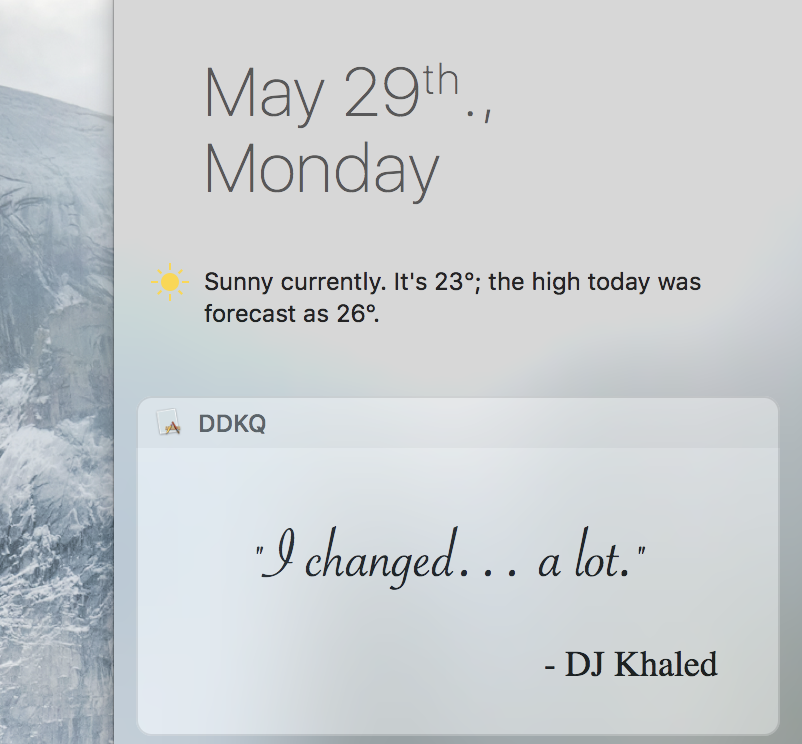 May 29th.,
Monday
Sunny currently. It's 23°; the high today was
forecast as 26°.
DDKQ
"I changed... a lot."
- DJ Khaled